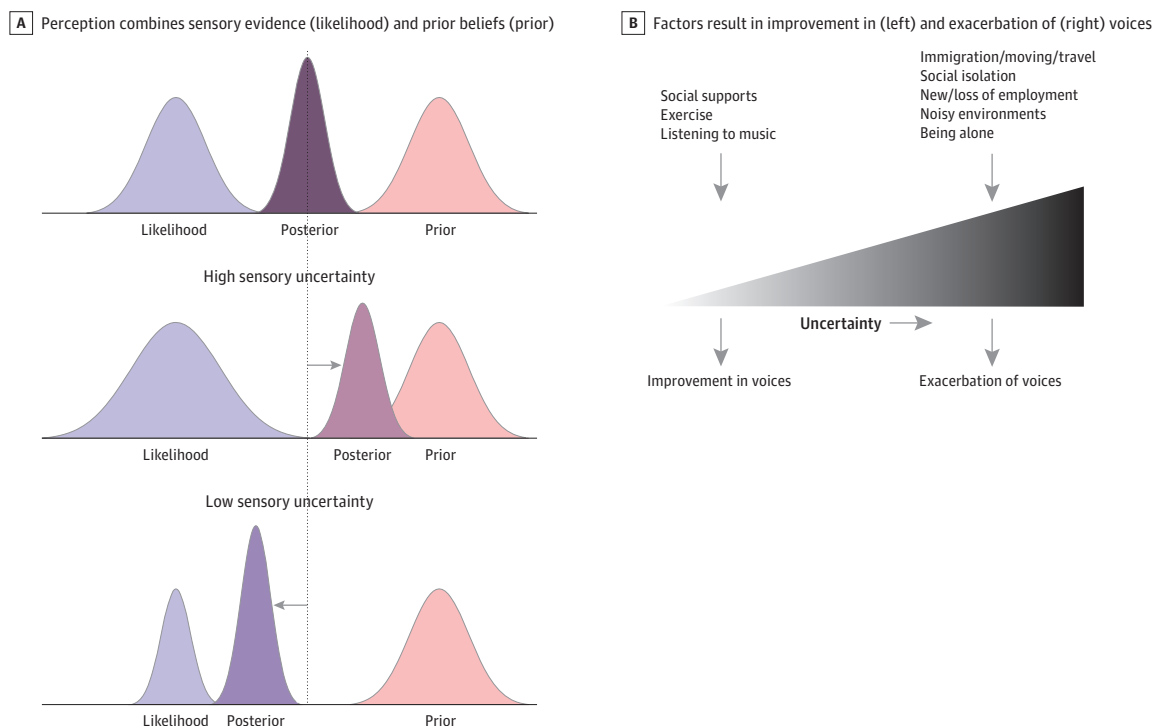 A Perception combines sensory evidence (likelihood) and prior beliefs (prior)
Likelihood
Posterior
Prior
High sensory uncertainty
Likelihood
Posterior
Prior
Low sensory uncertainty
Likelihood
Posterior
Prior
B Factors result in improvement in (left) and exacerbation of (right) voices
Social supports
Exercise
Listening to music
Immigration/moving/travel
Social isolation
New/loss of employment
Noisy environments
Being alone
Uncertainty
Improvement in voices
Exacerbation of voices